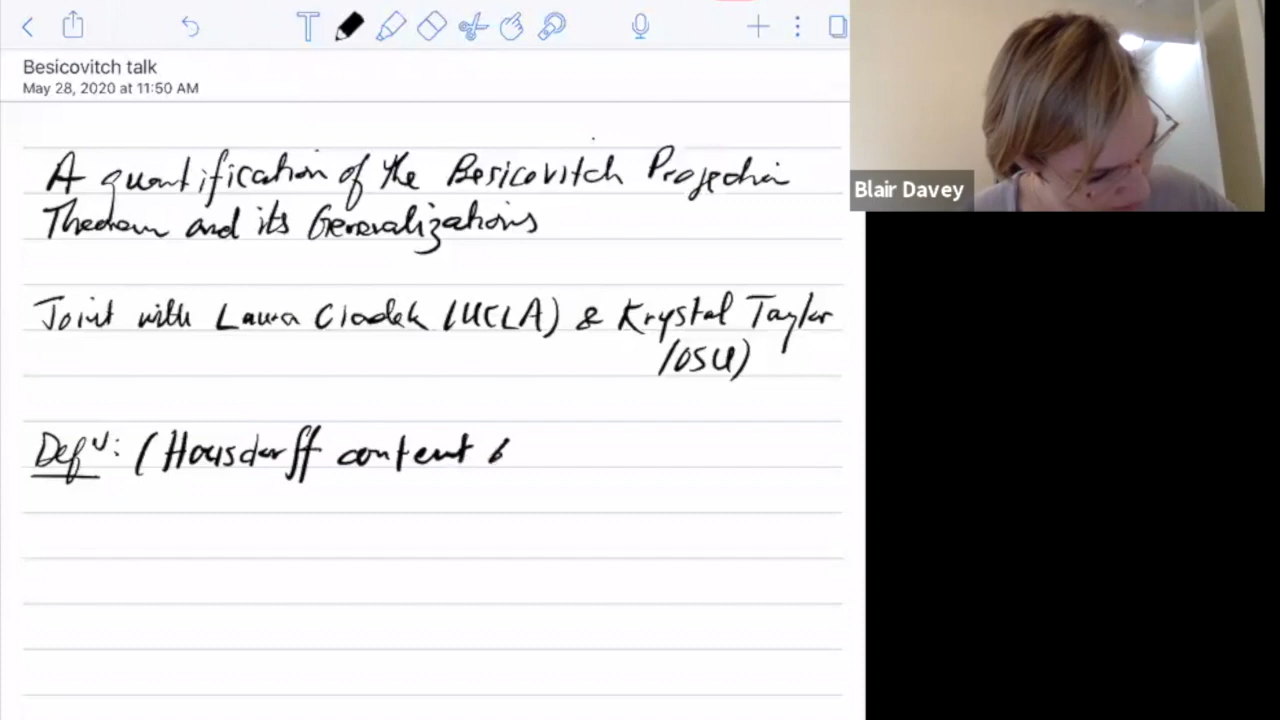 Besicovitch talk
May 28, 2020 at 11:50 AM
A quantification of the Besicovitch Projection
Theorem and its Generalizations
Joint with Laura Cladek (UCLA) & Krystal Taylor
(OSU)
Defⁿ: (Hausdorff content
Blair Davey